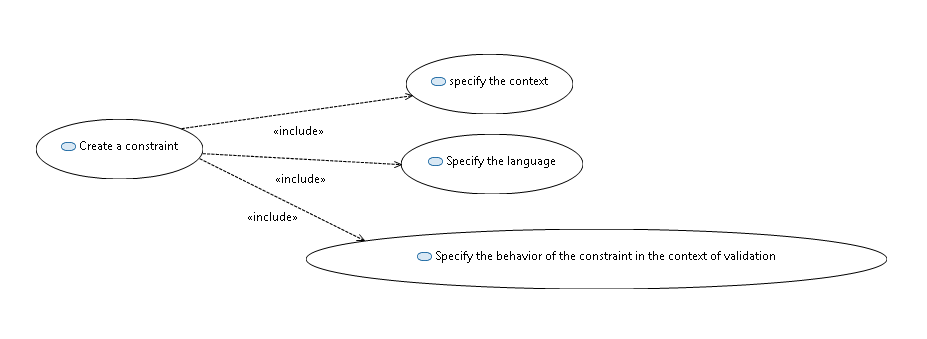 specify the context
«include»
Create a constraint
Specify the language
«include»
«include»
Specify the behavior of the constraint in the context of validation